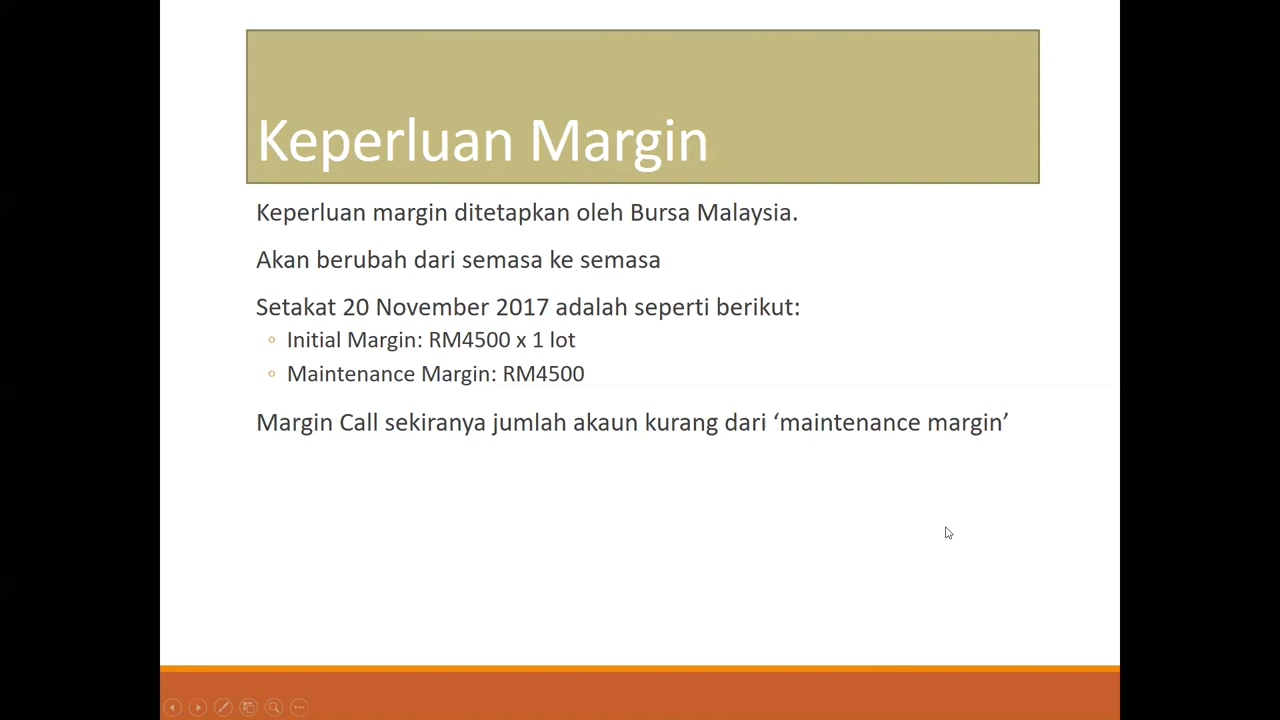 Keperluan Margin
Keperluan margin ditetapkan oleh Bursa Malaysia.
Akan berubah dari semasa ke semasa
Setakat 20 November 2017 adalah seperti berikut:
Initial Margin: RM4500 x 1 lot
Maintenance Margin: RM4500
Margin Call sekiranya jumlah akaun kurang dari ‘maintenance margin’